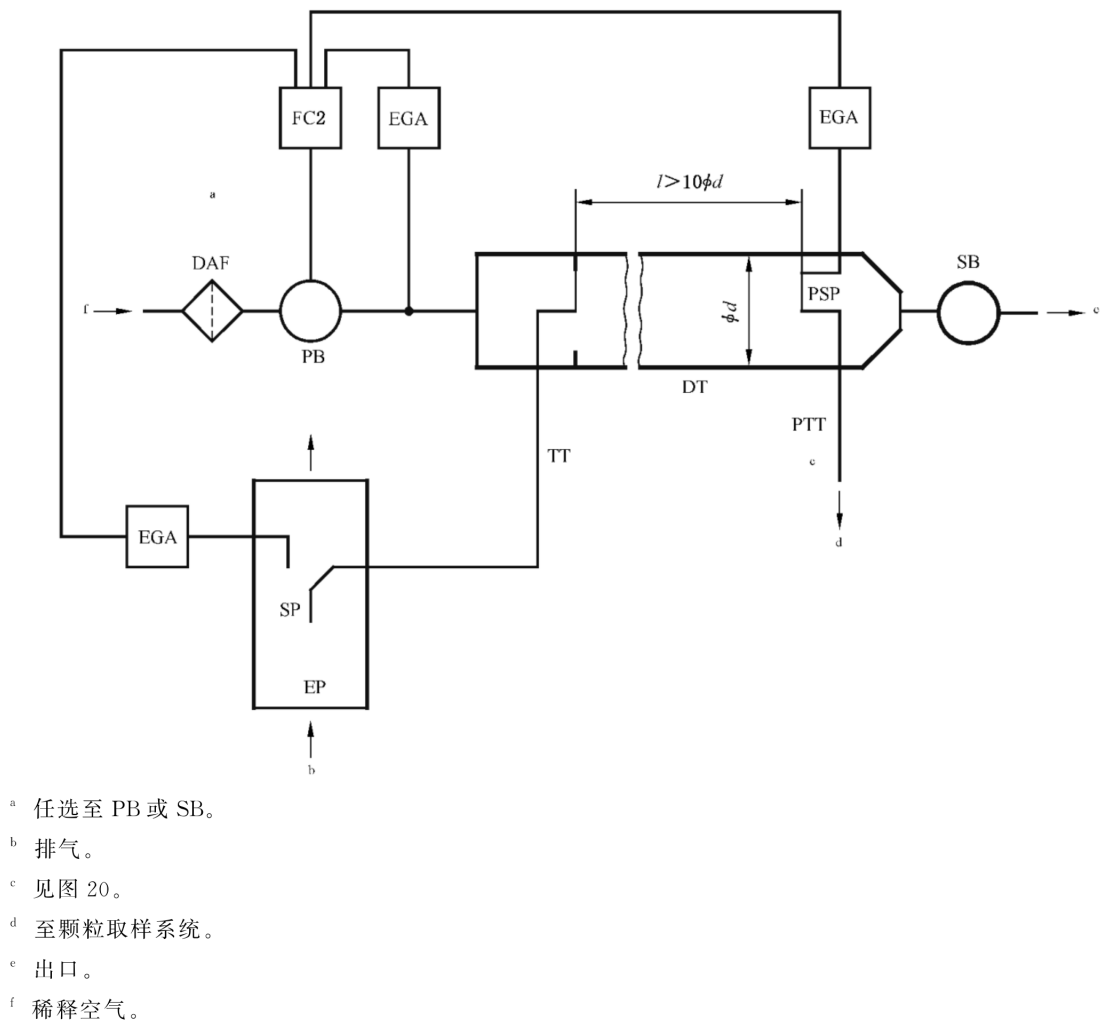 FC2
EGA
EGA
l>10ϕd
a
DAF
SB
PSP
f
e
ϕd
PB
DT
PTT
TT
c
EGA
d
SP
EP
b
a 任选至 PB 或 SB。
b 排气。
c 见图 20。
d 至颗粒取样系统。
e 出口。
f 稀释空气。